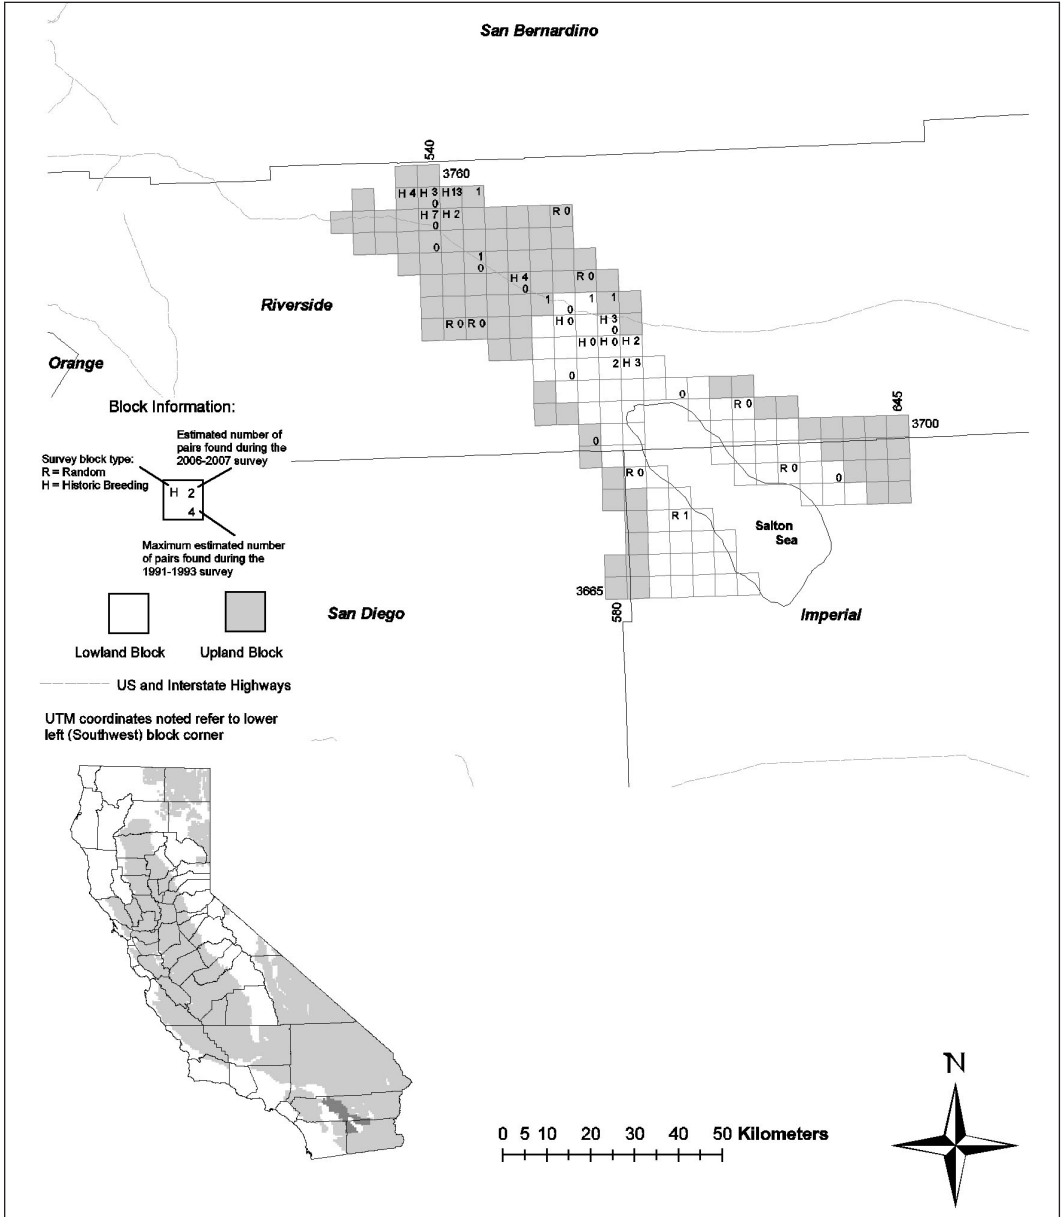 San Bernardino
540
3760
H 4 H 3 H13 1
0
H 7 H 2 R 0
0
0
1
0
H 4 R 0
0
1 1 1
0
Riverside
R 0 R 0 H 0 H 3
0
H 0 H 0 H 2
2 H 3
0
Orange
0
R 0
645
3700
0
R 0 R 0
0
R 1
Salton
Sea
3665
580
Imperial
San Diego
Block Information:
Estimated number of
pairs found during the
2006-2007 survey
Survey block type:
R = Random
H = Historic Breeding
H 2
4
Maximum estimated number
of pairs found during the
1991-1993 survey
Lowland Block Upland Block
US and Interstate Highways
UTM coordinates noted refer to lower
left (Southwest) block corner
N
0 5 10 20 30 40 50 Kilometers